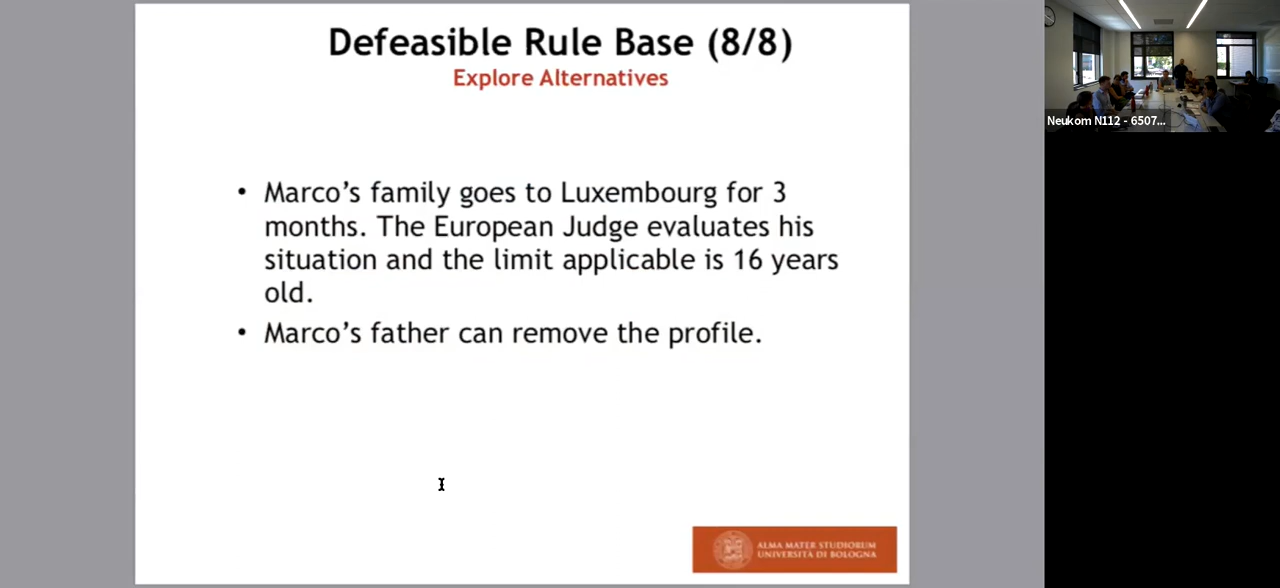 Defeasible Rule Base (8/8)
Explore Alternatives
• Marco’s family goes to Luxembourg for 3
months. The European Judge evaluates his
situation and the limit applicable is 16 years
old.
• Marco’s father can remove the profile.
ALMA MATER STUDIORUM
UNIVERSITÀ DI BOLOGNA
Neukom N112 - 6507...